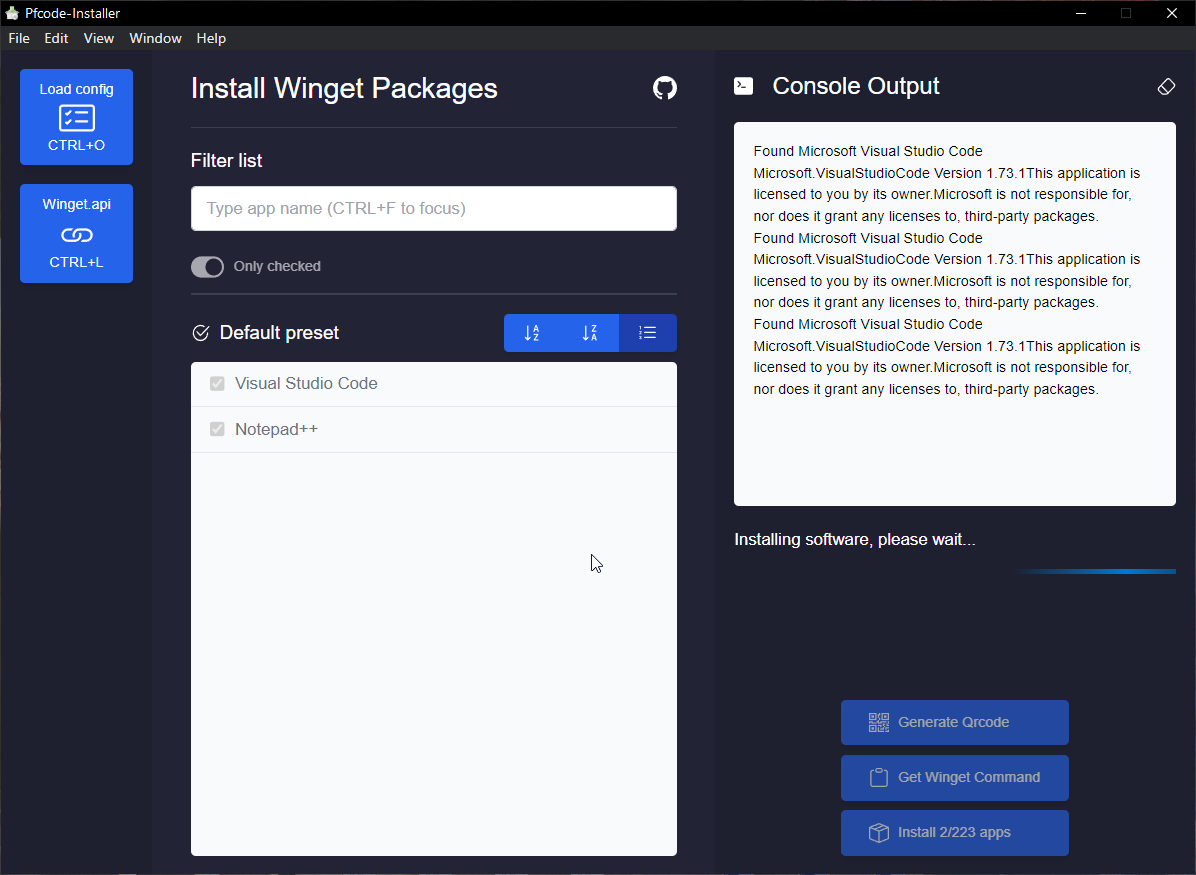 Pfcode-Installer
File Edit View Window Help
Load config
CTRL+O
Winget.api
CTRL+L
Install Winget Packages
Filter list
Type app name (CTRL+F to focus)
Only checked
Default preset
A
Z
Z
A
Visual Studio Code
Notepad++
Console Output
Found Microsoft Visual Studio Code
Microsoft.VisualStudioCode Version 1.73.1This application is
licensed to you by its owner.Microsoft is not responsible for,
nor does it grant any licenses to, third-party packages.
Found Microsoft Visual Studio Code
Microsoft.VisualStudioCode Version 1.73.1This application is
licensed to you by its owner.Microsoft is not responsible for,
nor does it grant any licenses to, third-party packages.
Found Microsoft Visual Studio Code
Microsoft.VisualStudioCode Version 1.73.1This application is
licensed to you by its owner.Microsoft is not responsible for,
nor does it grant any licenses to, third-party packages.
Installing software, please wait...
Generate Qrcode
Get Winget Command
Install 2/223 apps